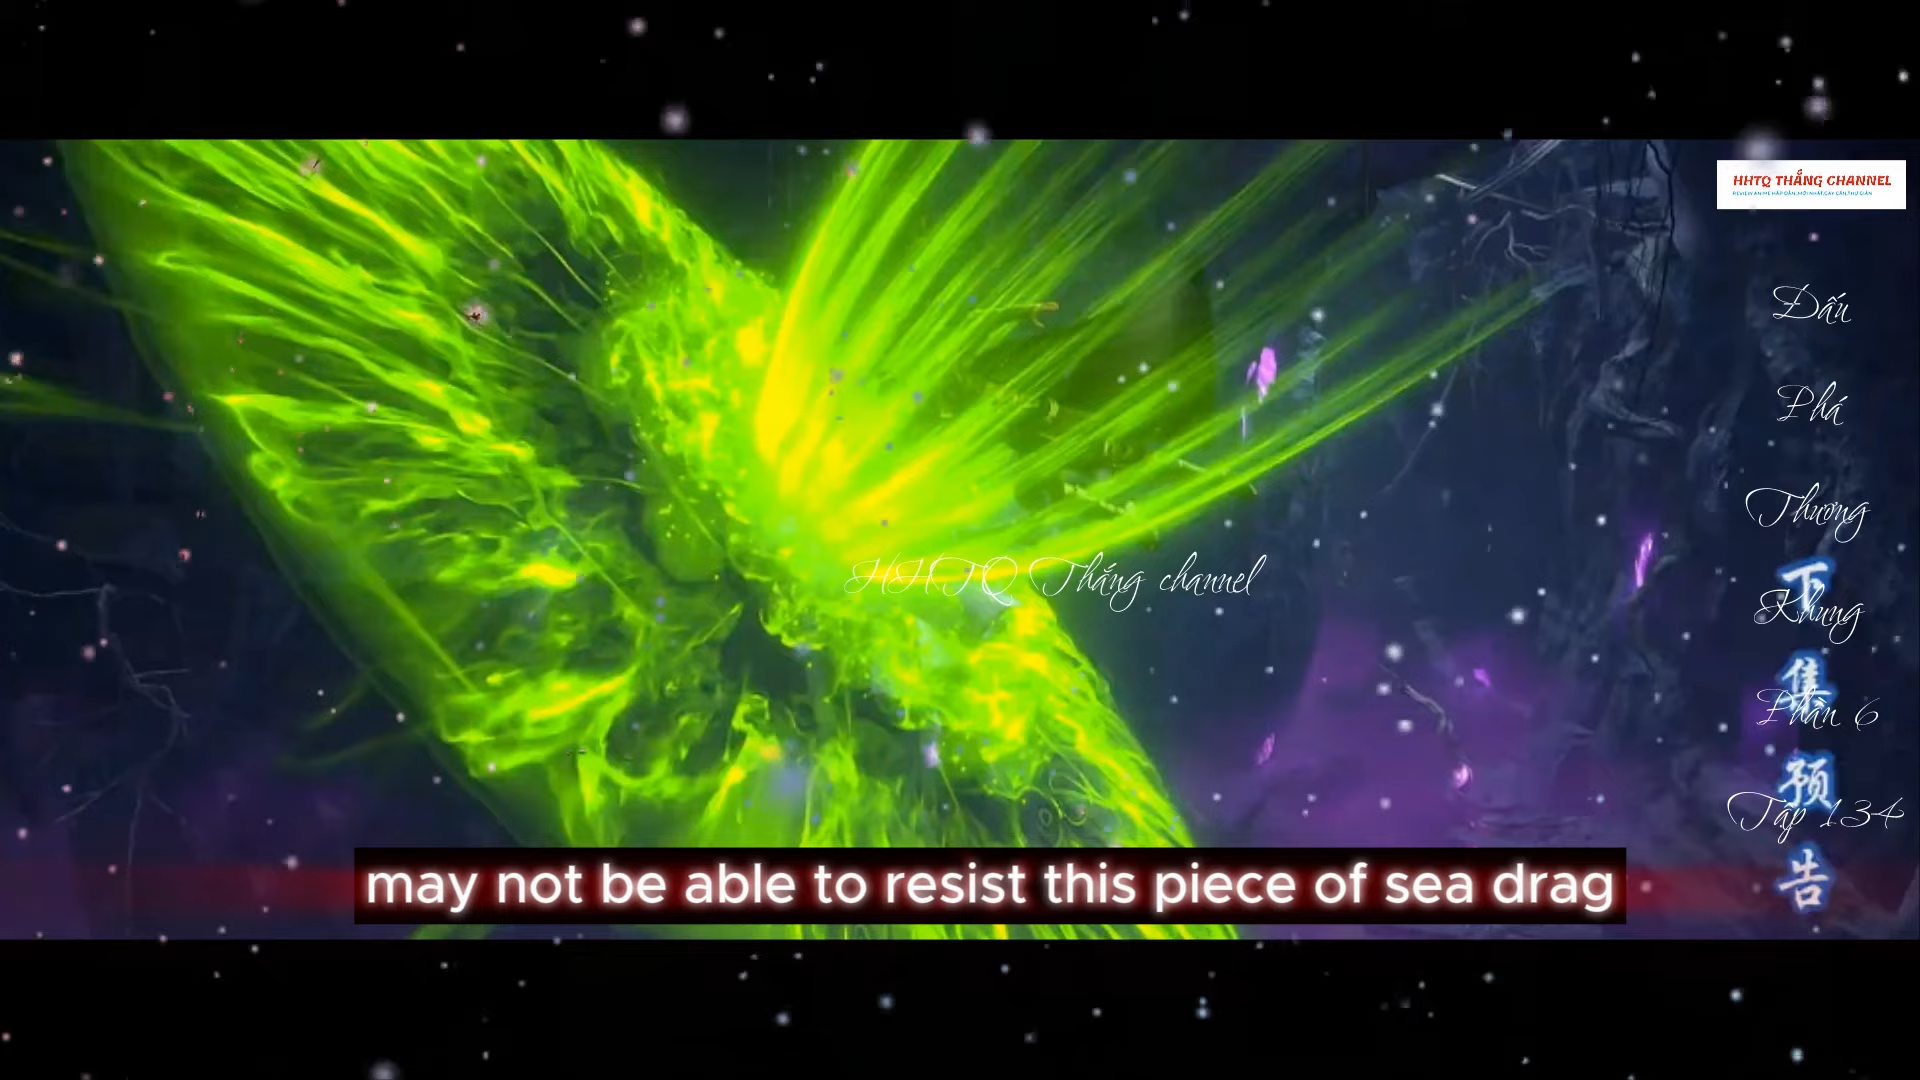 HHTQ THẮNG CHANNEL
Đấu
Phá
Thương
Khung
Phần 6
Tập 134
下
集
预
告
HHTQ Thắng channel
may not be able to resist this piece of sea drag